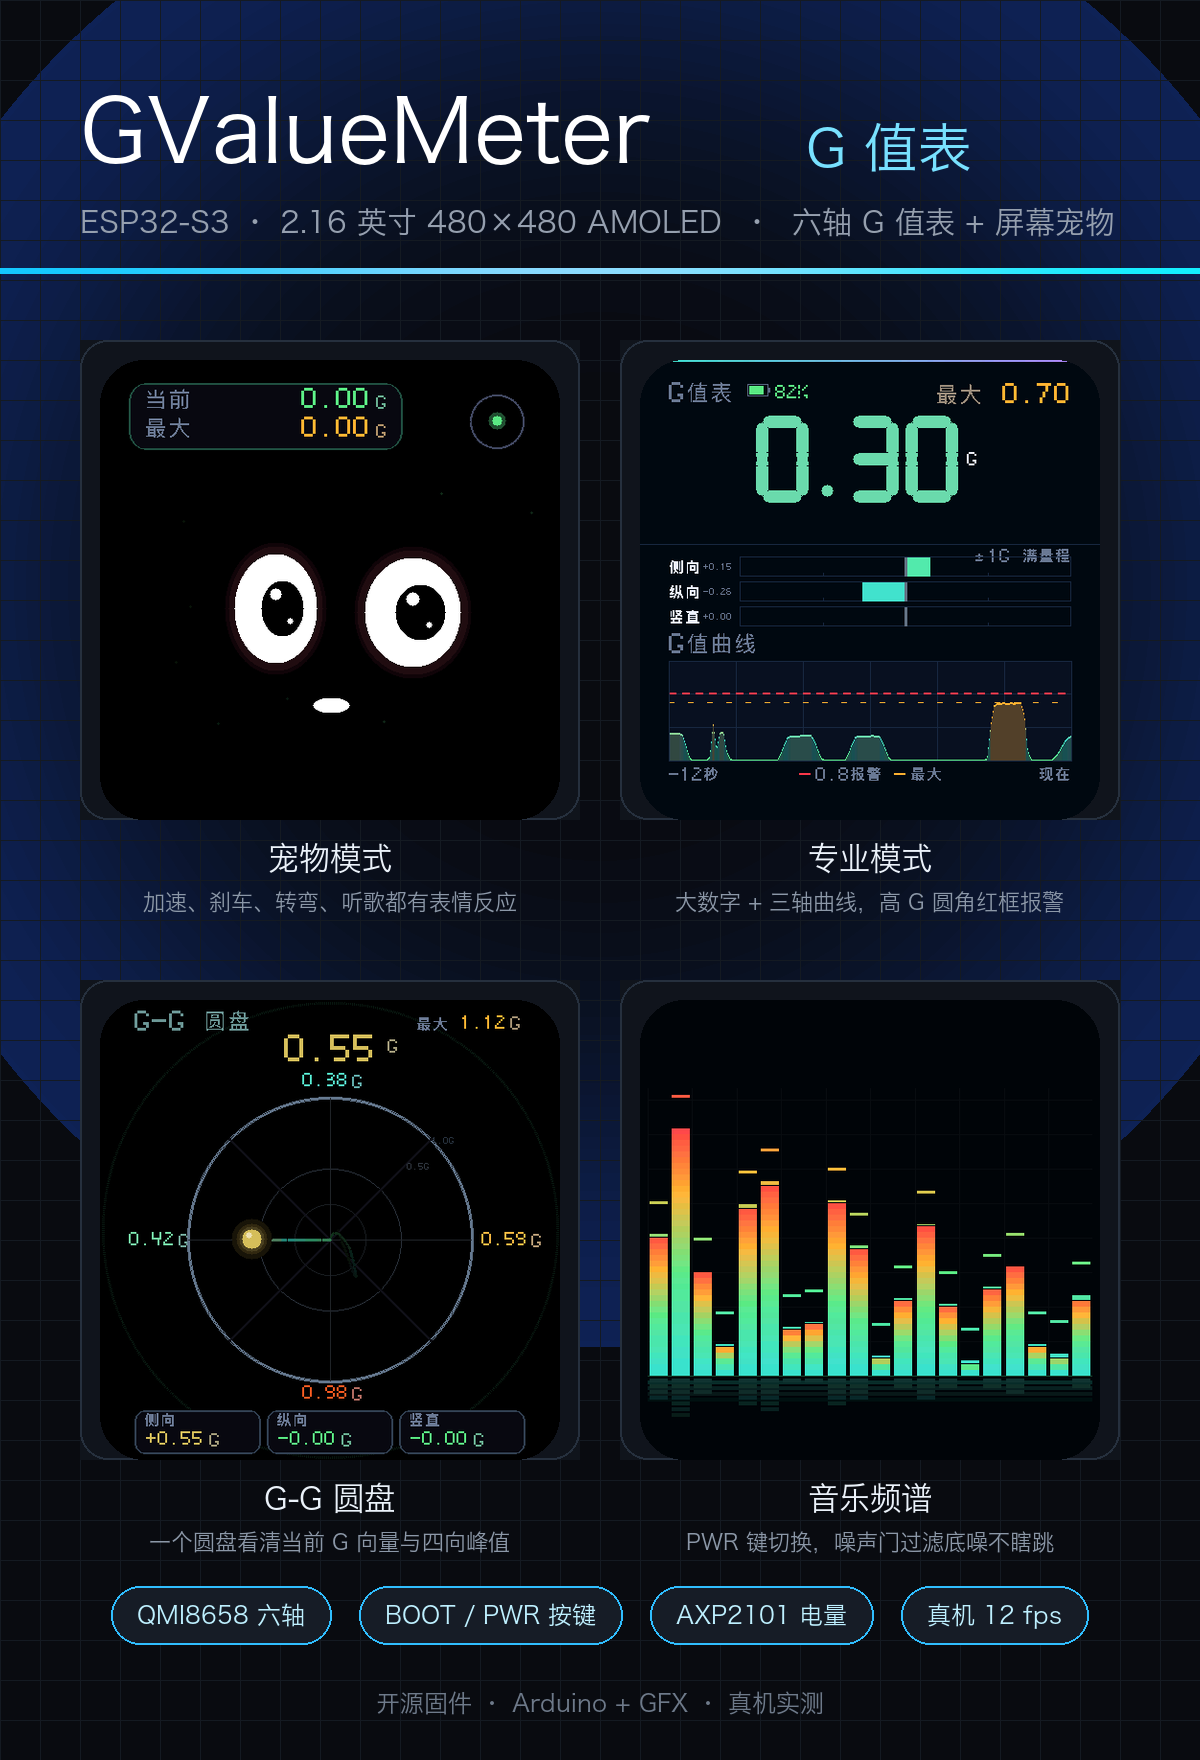 GValueMeter G 值表
ESP32-S3 · 2.16 英寸 480×480 AMOLED · 六轴 G 值表 + 屏幕宠物
当前 0.00 G
最大 0.00 G
G值表 82% 最大 0.70
0.30 G
±1G 满量程
侧向 +0.15
纵向 -0.26
竖直 +0.00
G值曲线
-12秒 0.8报警 最大 现在
宠物模式
加速、刹车、转弯、听歌都有表情反应
专业模式
大数字 + 三轴曲线，高 G 圆角红框报警
G-G 圆盘 最大 1.12G
0.55 G
0.38G
0.5G
0.42G 0.59G
0.98G
侧向 纵向 竖直
+0.55 G -0.00 G -0.00 G
G-G 圆盘
一个圆盘看清当前 G 向量与四向峰值
音乐频谱
PWR 键切换，噪声门过滤底噪不瞎跳
QMI8658 六轴 BOOT / PWR 按键 AXP2101 电量 真机 12 fps
开源固件 · Arduino + GFX · 真机实测